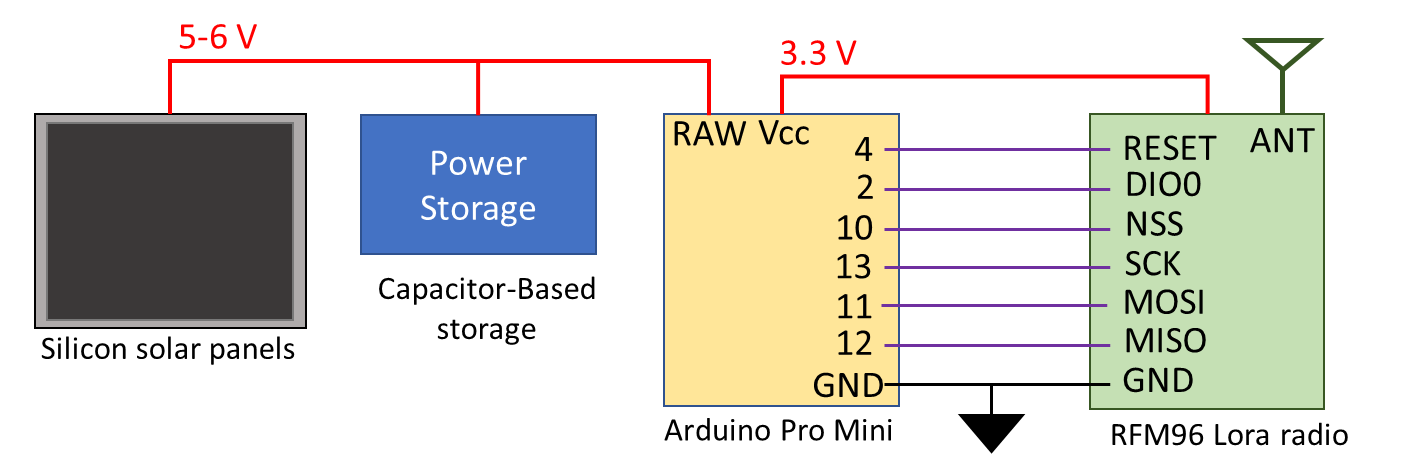 5-6 V
3.3 V
RAW Vcc
4
2
10
13
11
12
GND
RESET
ANT
DIO0
NSS
SCK
MOSI
MISO
GND
Power
Storage
Capacitor-Based
storage
Silicon solar panels
Arduino Pro Mini
RFM96 Lora radio